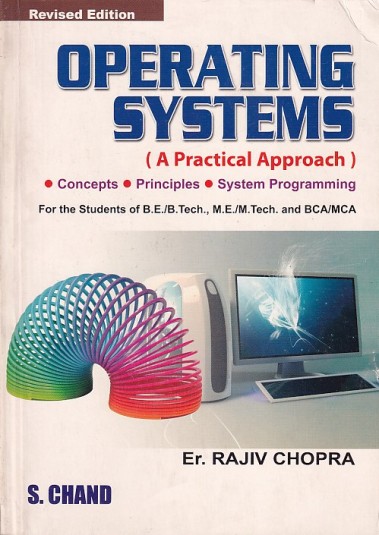 Revised Edition
OPERATING
SYSTEMS
( A Practical Approach )
• Concepts • Principles • System Programming
For the Students of B.E./B.Tech., M.E./M.Tech. and BCA/MCA
Er. RAJIV CHOPRA
S. CHAND